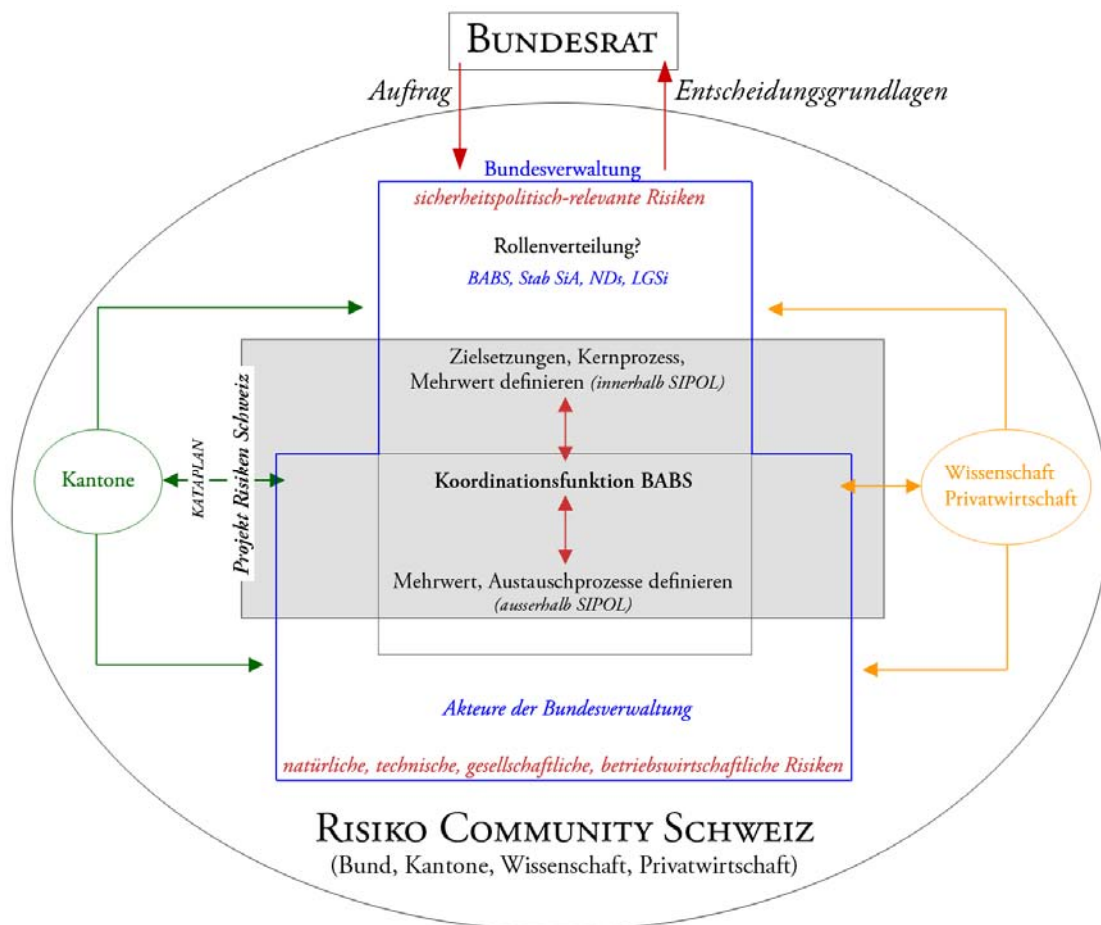 BUNDESRAT
Auftrag
Entscheidungsgrundlagen
Bundesverwaltung
sicherheitspolitisch-relevante Risiken
Rollenverteilung?
BABS, Stab SiA, NDs, LGSi
Zielsetzungen, Kernprozess,
Mehrwert definieren (innerhalb SIPOL)
Projekt Risiken Schweiz
KATAPLAN
Kantone
Koordinationsfunktion BABS
Wissenschaft
Privatwirtschaft
Mehrwert, Austauschprozesse definieren
(ausserhalb SIPOL)
Akteure der Bundesverwaltung
natürliche, technische, gesellschaftliche, betriebswirtschaftliche Risiken
RISIKO COMMUNITY SCHWEIZ
(Bund, Kantone, Wissenschaft, Privatwirtschaft)